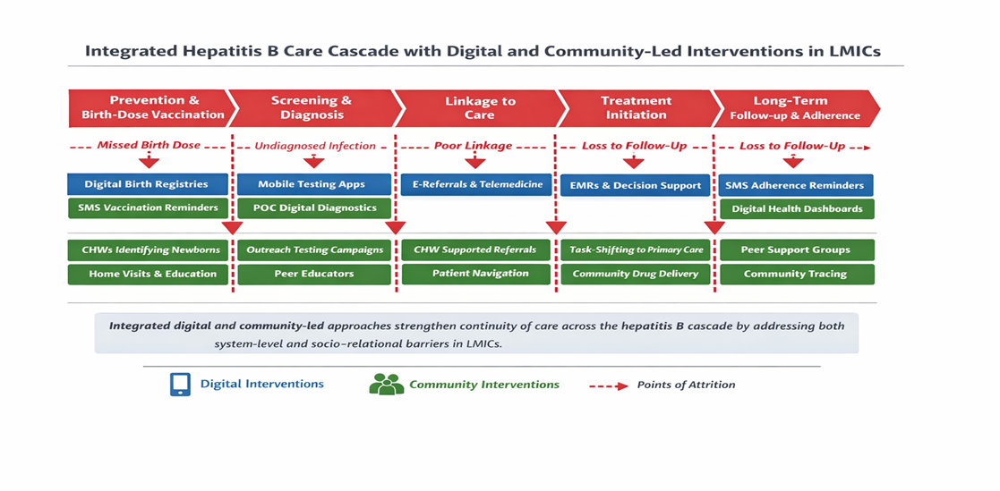 Integrated Hepatitis B Care Cascade with Digital and Community-Led Interventions in LMICs
Prevention &
Birth-Dose Vaccination
Screening &
Diagnosis
Linkage to
Care
Treatment
Initiation
Long-Term
Follow-up & Adherence
Missed Birth Dose
Undiagnosed Infection
Poor Linkage
Loss to Follow-Up
Loss to Follow-Up
Digital Birth Registries
Mobile Testing Apps
E-Referrals & Telemedicine
EMRs & Decision Support
SMS Adherence Reminders
SMS Vaccination Reminders
POC Digital Diagnostics
Digital Health Dashboards
CHWs Identifying Newborns
Outreach Testing Campaigns
CHW Supported Referrals
Task-Shifting to Primary Care
Peer Support Groups
Home Visits & Education
Peer Educators
Patient Navigation
Community Drug Delivery
Community Tracing
Integrated digital and community-led approaches strengthen continuity of care across the hepatitis B cascade by addressing both
system-level and socio-relational barriers in LMICs.
Digital Interventions
Community Interventions
Points of Attrition